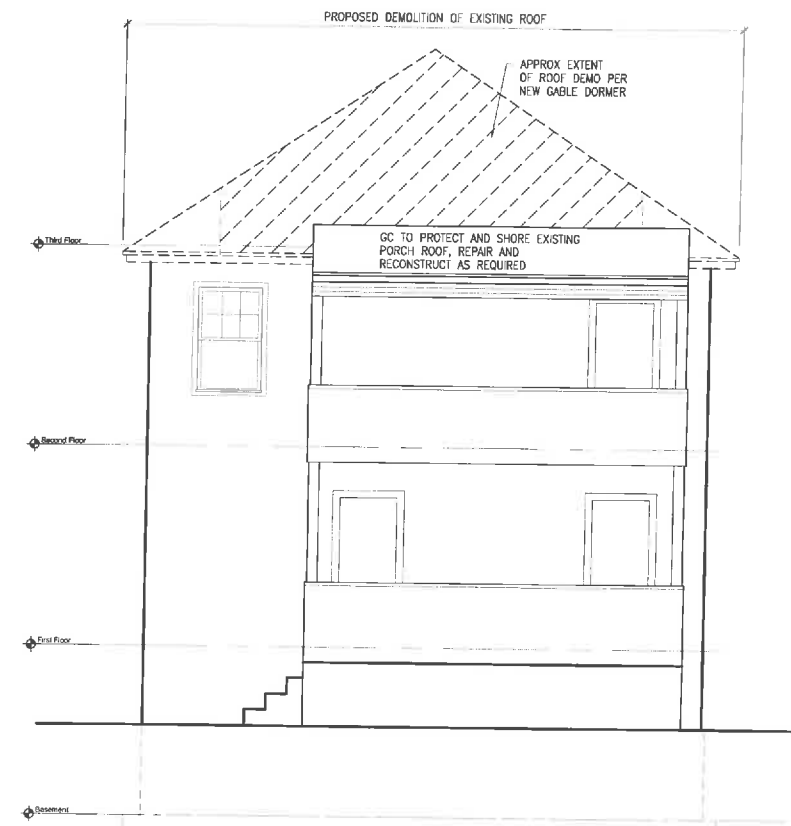 PROPOSED DEMOLITION OF EXISTING ROOF
APPROX EXTENT
OF ROOF DEMO PER
NEW GABLE DORMER
Third Floor
GC TO PROTECT AND SHORE EXISTING
PORCH ROOF, REPAIR AND
RECONSTRUCT AS REQUIRED
Second Floor
First Floor
Basement